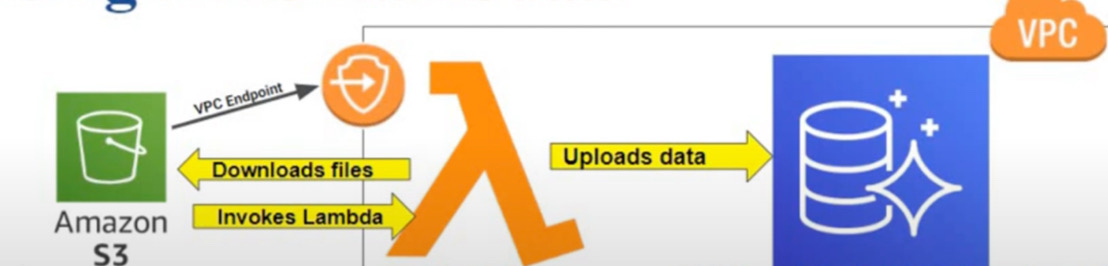 VPC
VPC Endpoint
Downloads files
Uploads data
Invokes Lambda
Amazon
S3